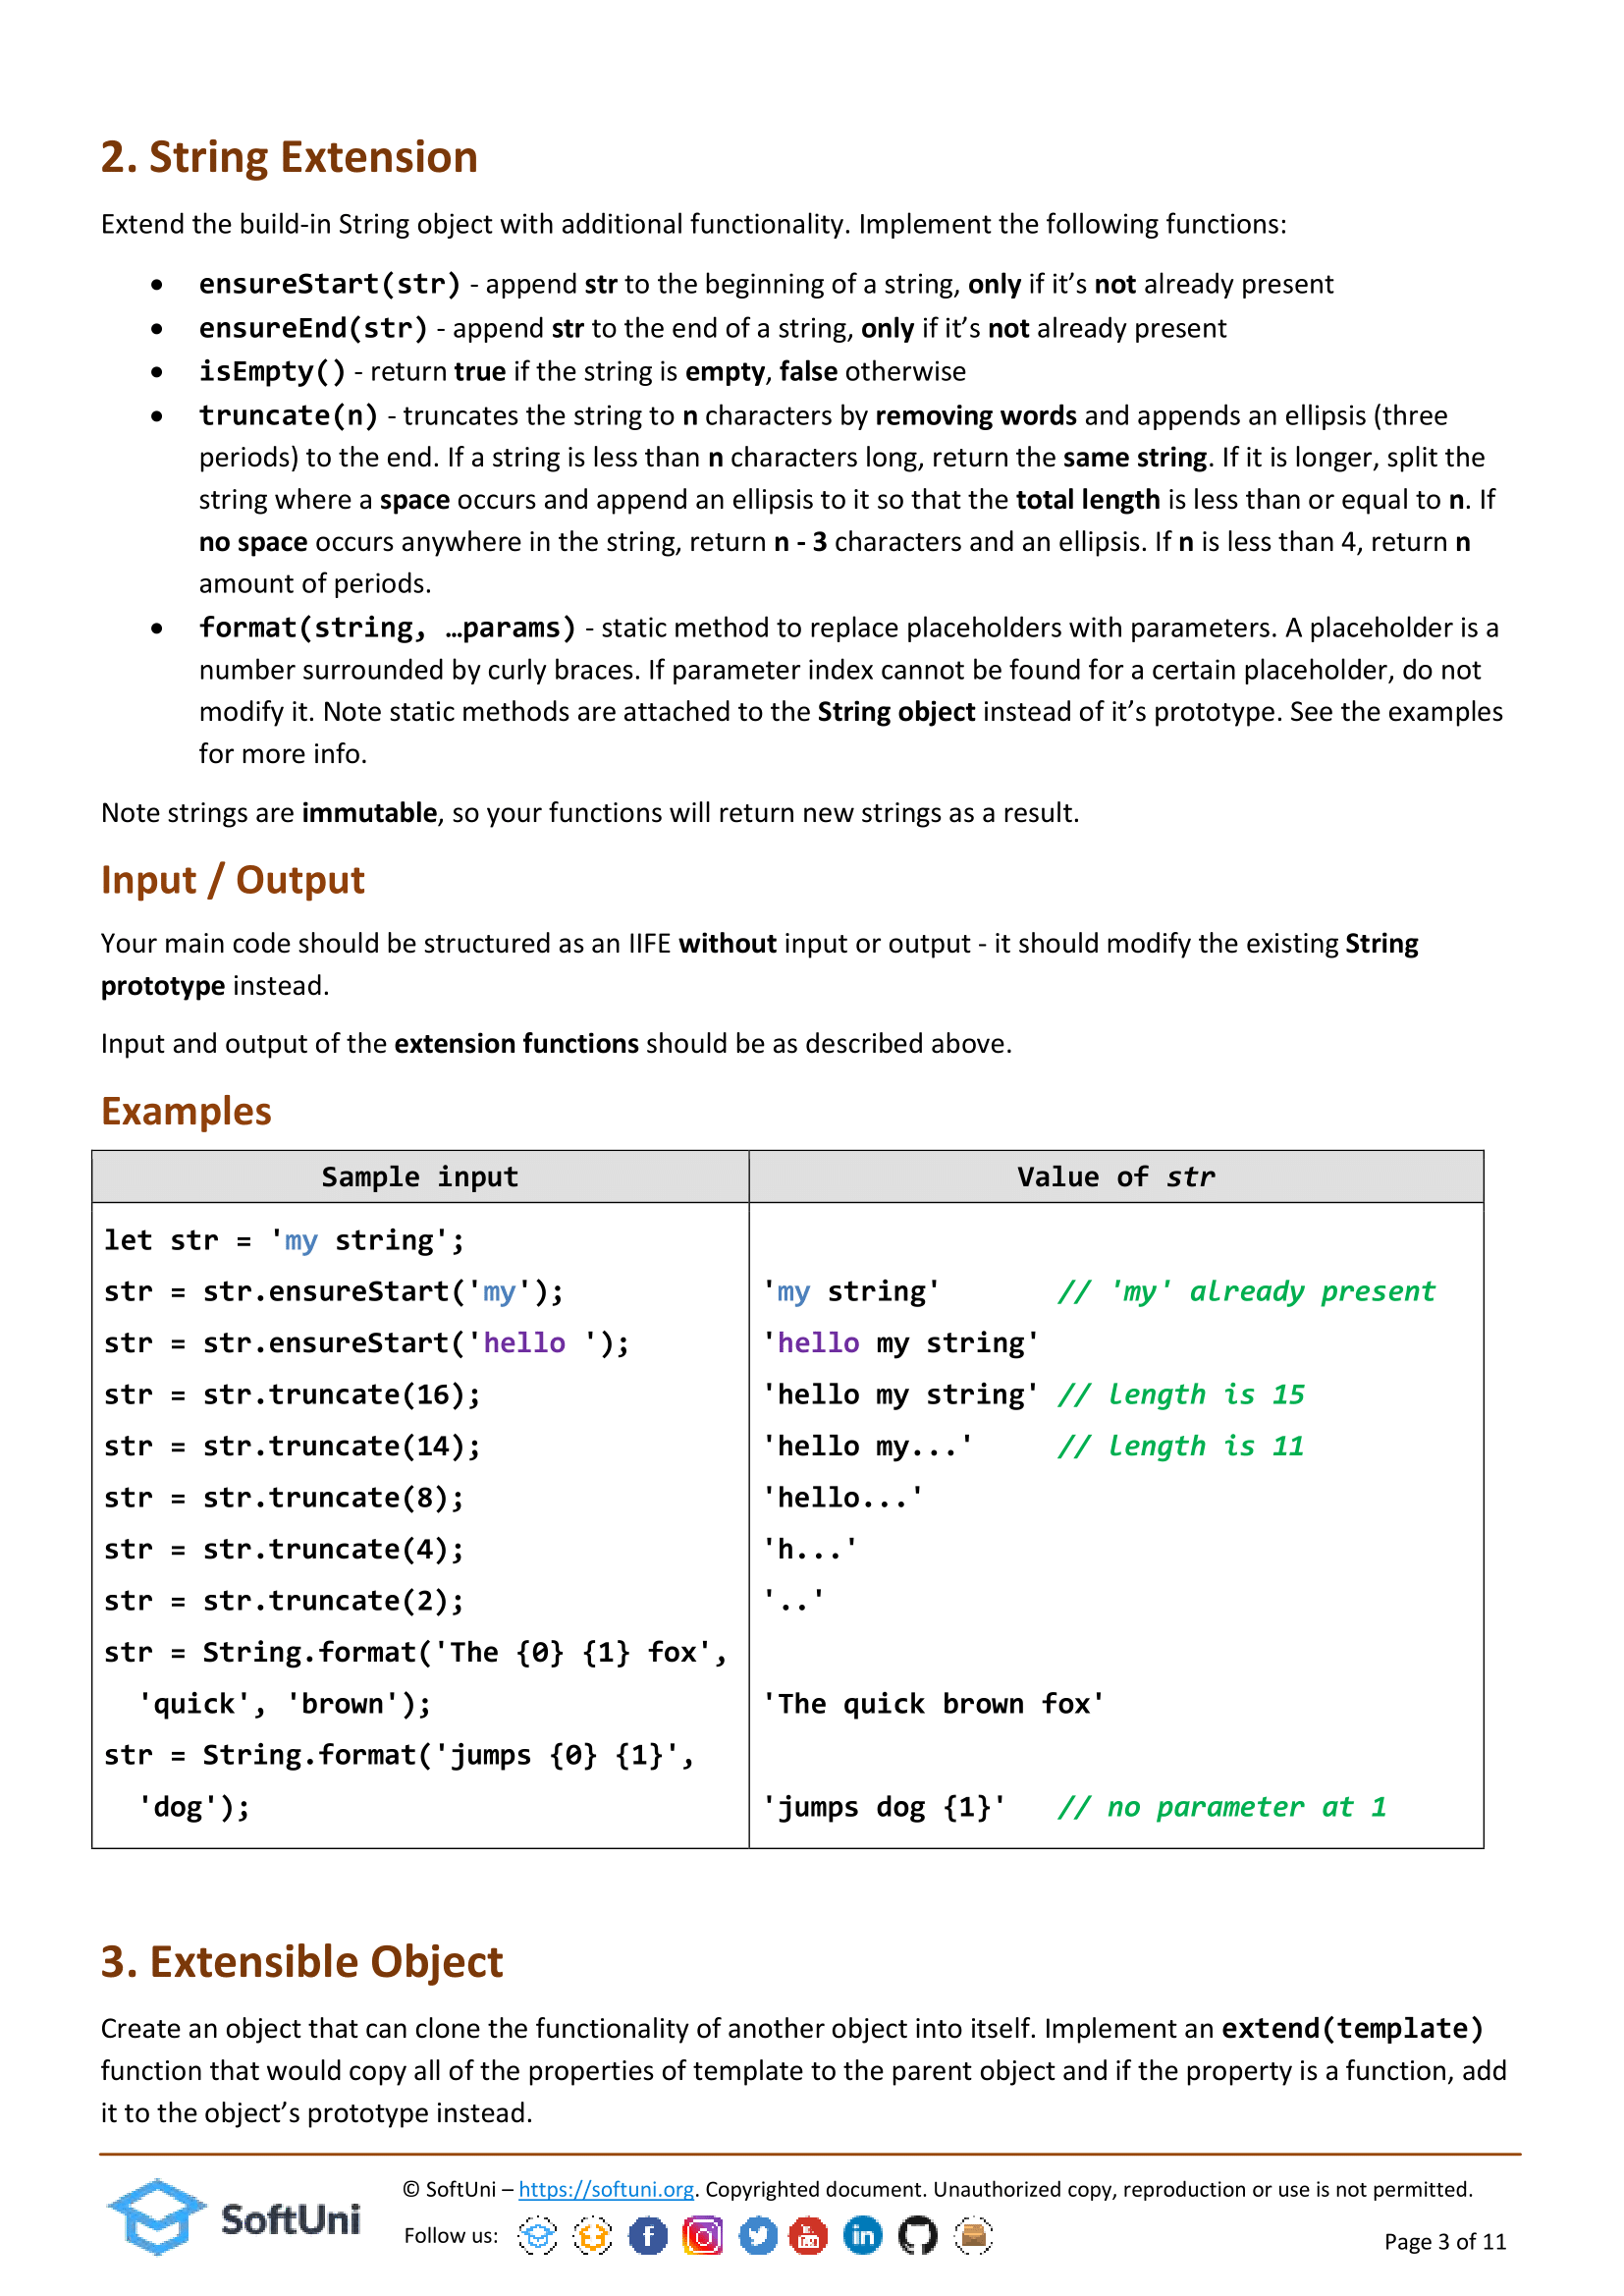 2. String Extension
Extend the build-in String object with additional functionality. Implement the following functions:
• ensureStart(str) - append str to the beginning of a string, only if it’s not already present
• ensureEnd(str) - append str to the end of a string, only if it’s not already present
• isEmpty() - return true if the string is empty, false otherwise
• truncate(n) - truncates the string to n characters by removing words and appends an ellipsis (three
periods) to the end. If a string is less than n characters long, return the same string. If it is longer, split the
string where a space occurs and append an ellipsis to it so that the total length is less than or equal to n. If
no space occurs anywhere in the string, return n - 3 characters and an ellipsis. If n is less than 4, return n
amount of periods.
• format(string, …params) - static method to replace placeholders with parameters. A placeholder is a
number surrounded by curly braces. If parameter index cannot be found for a certain placeholder, do not
modify it. Note static methods are attached to the String object instead of it’s prototype. See the examples
for more info.
Note strings are immutable, so your functions will return new strings as a result.
Input / Output
Your main code should be structured as an IIFE without input or output - it should modify the existing String
prototype instead.
Input and output of the extension functions should be as described above.
Examples
Sample input Value of str
let str = 'my string';
str = str.ensureStart('my'); 'my string' // 'my' already present
str = str.ensureStart('hello '); 'hello my string'
str = str.truncate(16); 'hello my string' // length is 15
str = str.truncate(14); 'hello my...' // length is 11
str = str.truncate(8); 'hello...'
str = str.truncate(4); 'h...'
str = str.truncate(2); '..'
str = String.format('The {0} {1} fox',
'quick', 'brown'); 'The quick brown fox'
str = String.format('jumps {0} {1}',
'dog'); 'jumps dog {1}' // no parameter at 1
3. Extensible Object
Create an object that can clone the functionality of another object into itself. Implement an extend(template)
function that would copy all of the properties of template to the parent object and if the property is a function, add
it to the object’s prototype instead.
SoftUni
© SoftUni – https://softuni.org. Copyrighted document. Unauthorized copy, reproduction or use is not permitted.
Follow us:
Page 3 of 11